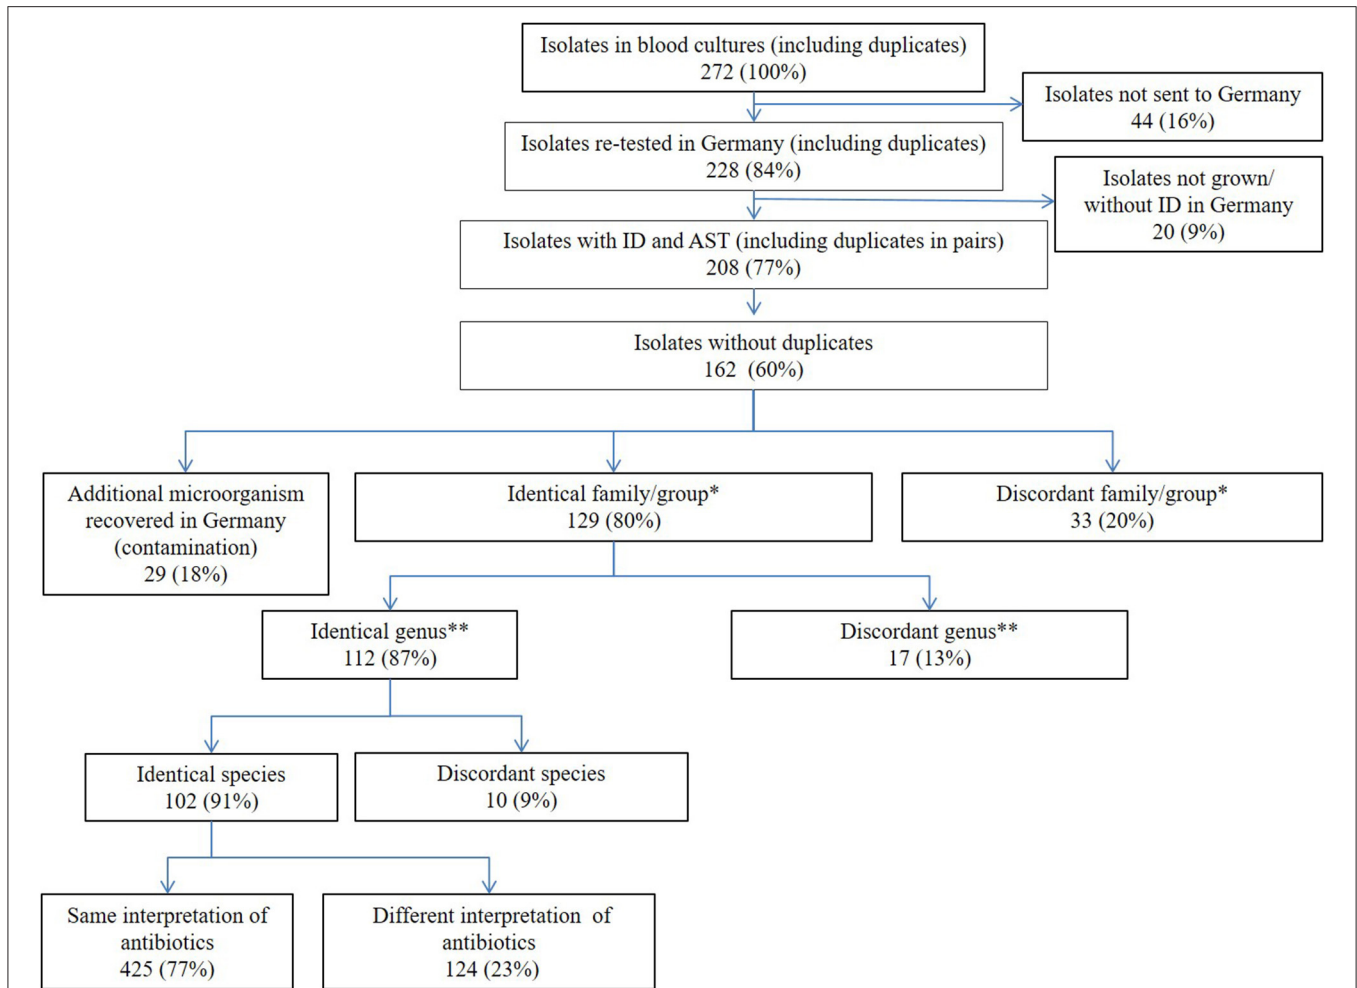 Isolates in blood cultures (including duplicates)
272 (100%)
Isolates not sent to Germany
44 (16%)
Isolates re-tested in Germany (including duplicates)
228 (84%)
Isolates not grown/
without ID in Germany
20 (9%)
Isolates with ID and AST (including duplicates in pairs)
208 (77%)
Isolates without duplicates
162 (60%)
Additional microorganism
recovered in Germany
(contamination)
29 (18%)
Identical family/group*
129 (80%)
Discordant family/group*
33 (20%)
Identical genus**
112 (87%)
Discordant genus**
17 (13%)
Identical species
102 (91%)
Discordant species
10 (9%)
Same interpretation of
antibiotics
425 (77%)
Different interpretation of
antibiotics
124 (23%)